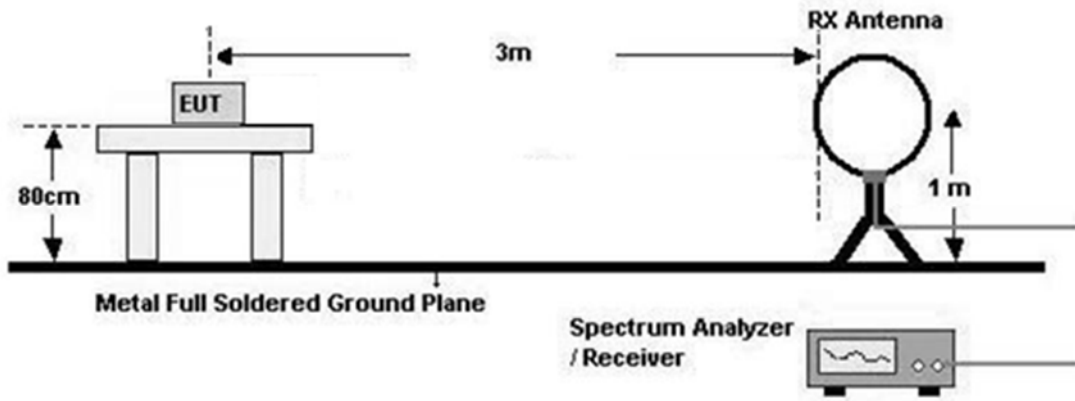 RX Antenna
3m
EUT
80cm
1 m
Metal Full Soldered Ground Plane
Spectrum Analyzer
/ Receiver